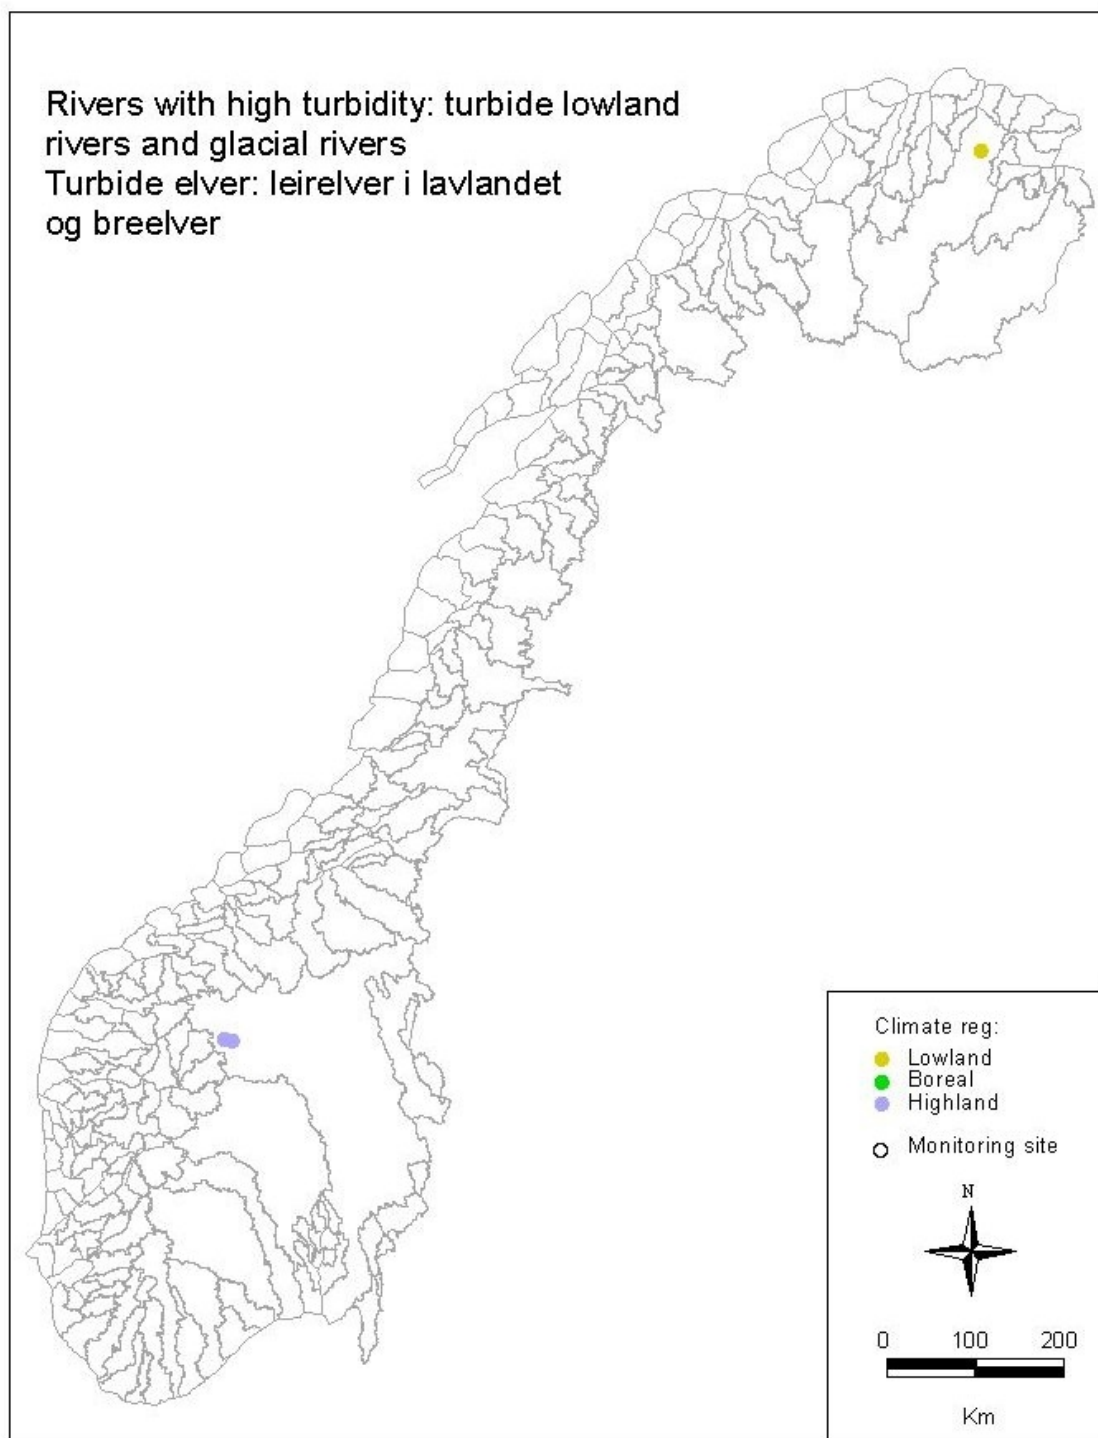 Rivers with high turbidity: turbide lowland
rivers and glacial rivers
Turbide elver: leirelver i lavlandet
og breelver
Climate reg:
Lowland
Boreal
Highland
Monitoring site
N
0 100 200
Km